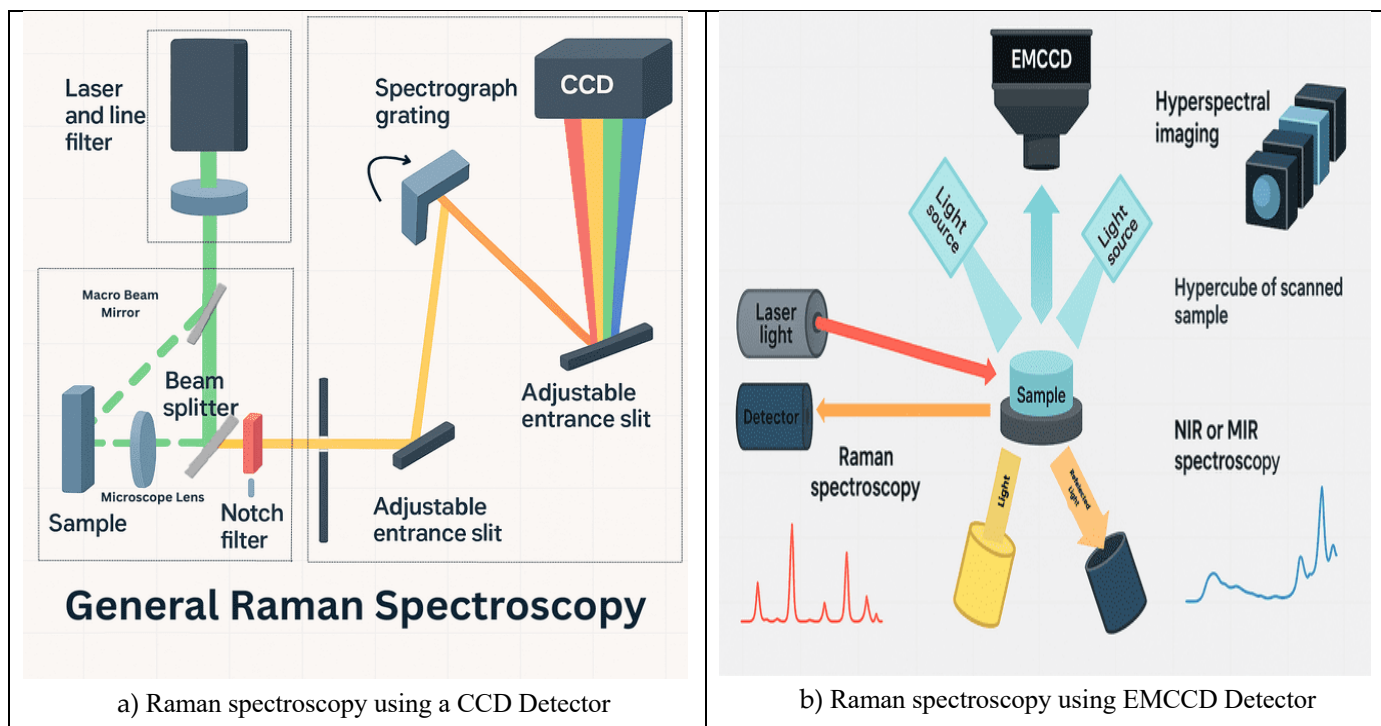 Laser
and line
filter
Spectrograph
grating
CCD
Macro Beam
Mirror
Beam
splitter
Microscope Lens
Sample
Notch
filter
Adjustable
entrance slit
Adjustable
entrance slit
General Raman Spectroscopy
a) Raman spectroscopy using a CCD Detector
EMCCD
Hyperspectral
imaging
Light
source
Light
source
Hypercube of scanned
sample
Laser
light
Sample
Detector
Raman
spectroscopy
NIR or MIR
spectroscopy
Light
Refelected
Light
b) Raman spectroscopy using EMCCD Detector